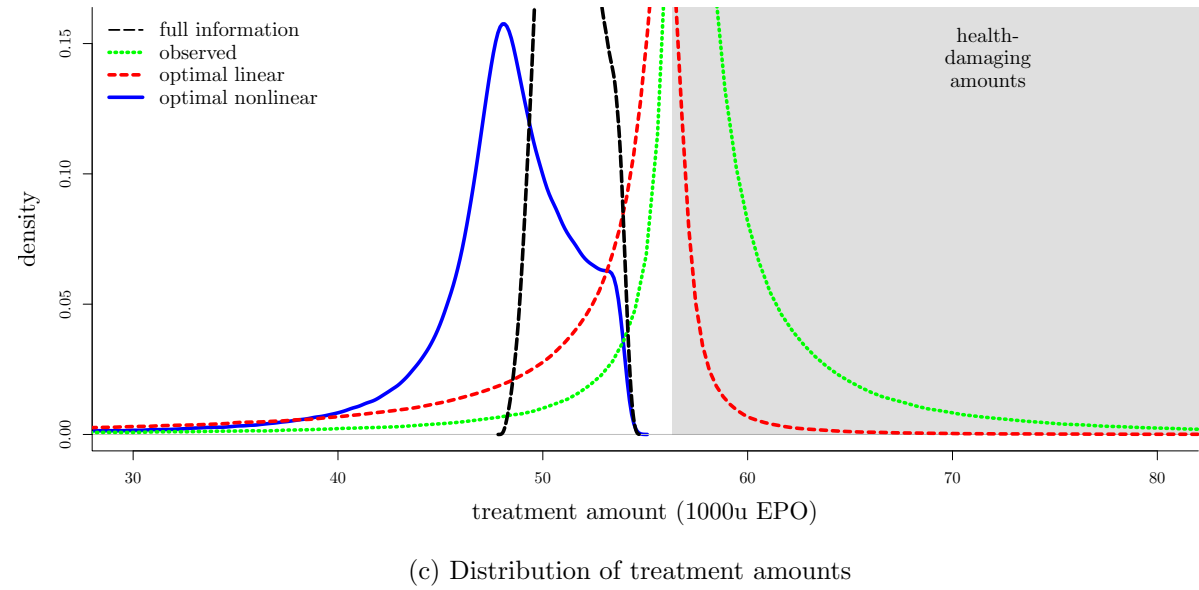 full information
observed
optimal linear
optimal nonlinear
health-
damaging
amounts
0.15
0.10
0.05
0.00
density
30 40 50 60 70 80
treatment amount (1000u EPO)
(c) Distribution of treatment amounts